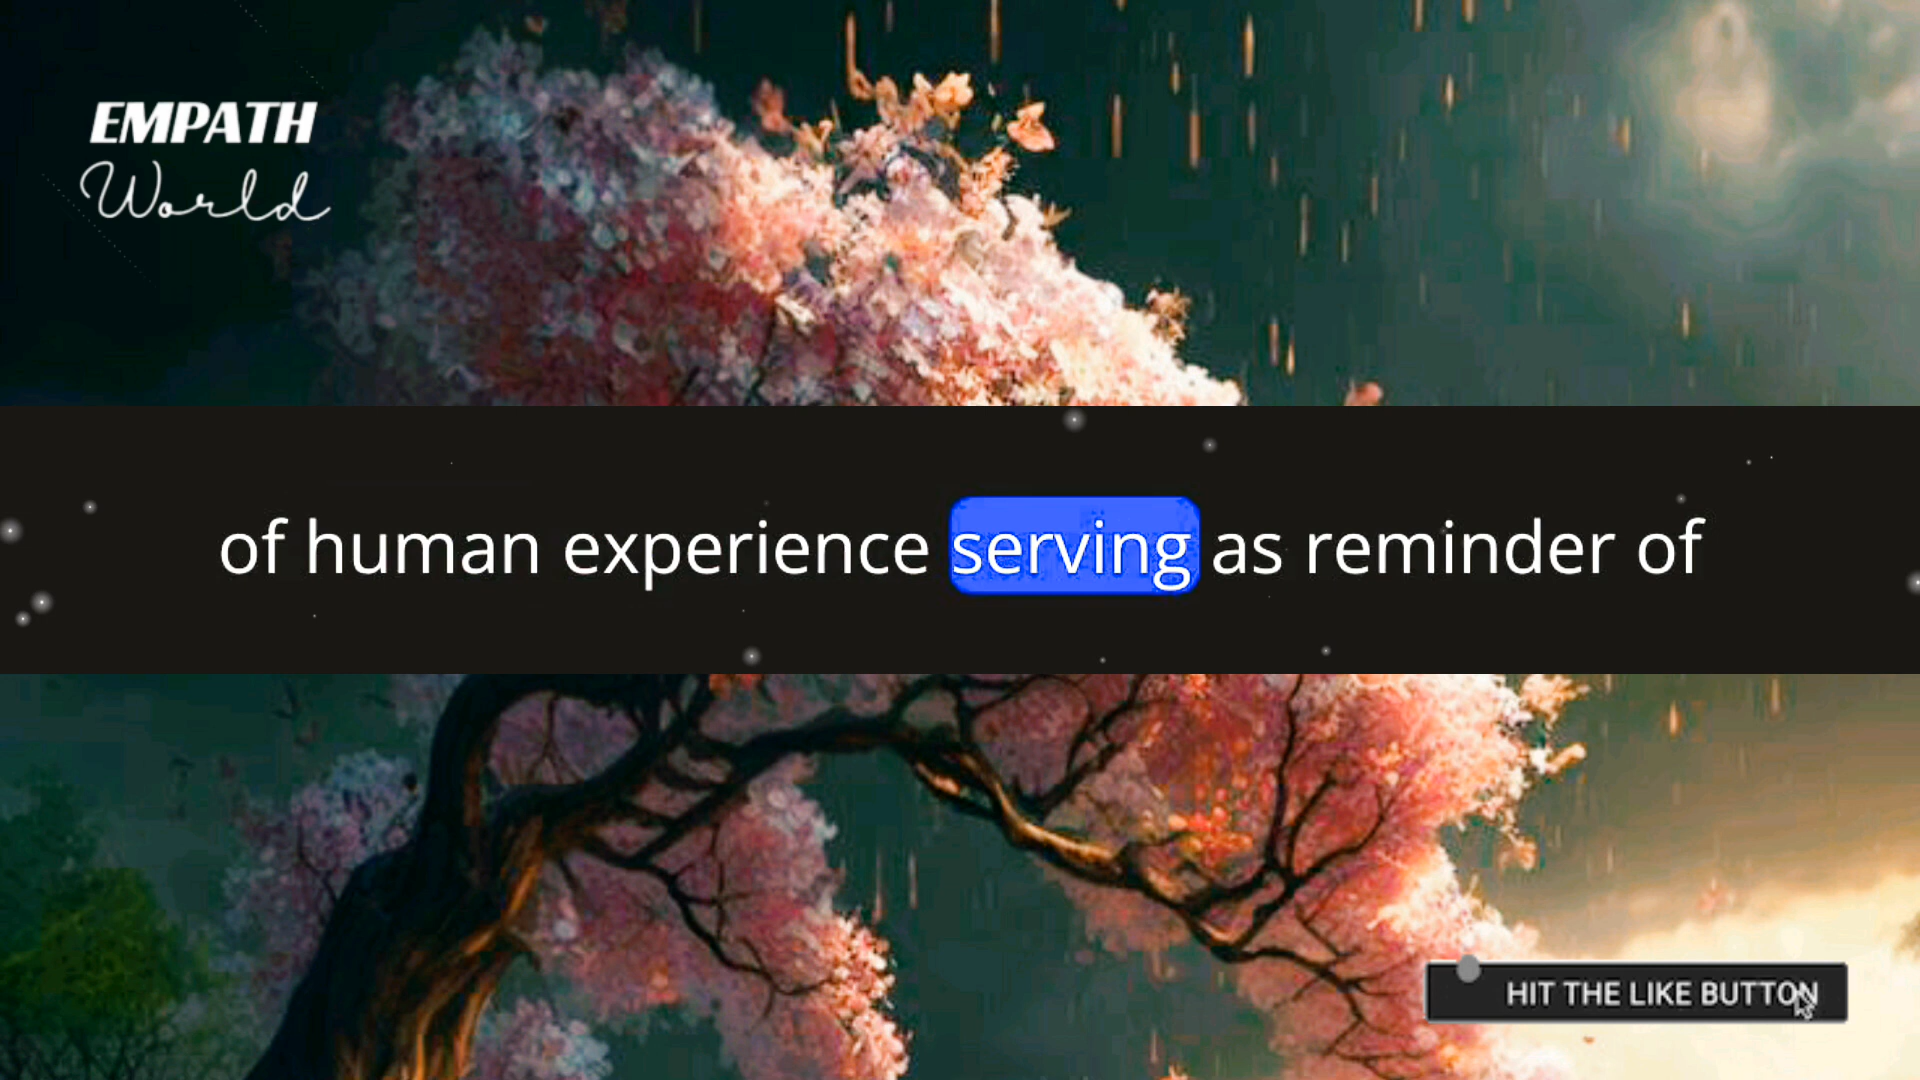 EMPATH
World
of human experience serving as reminder of
HIT THE LIKE BUTTON